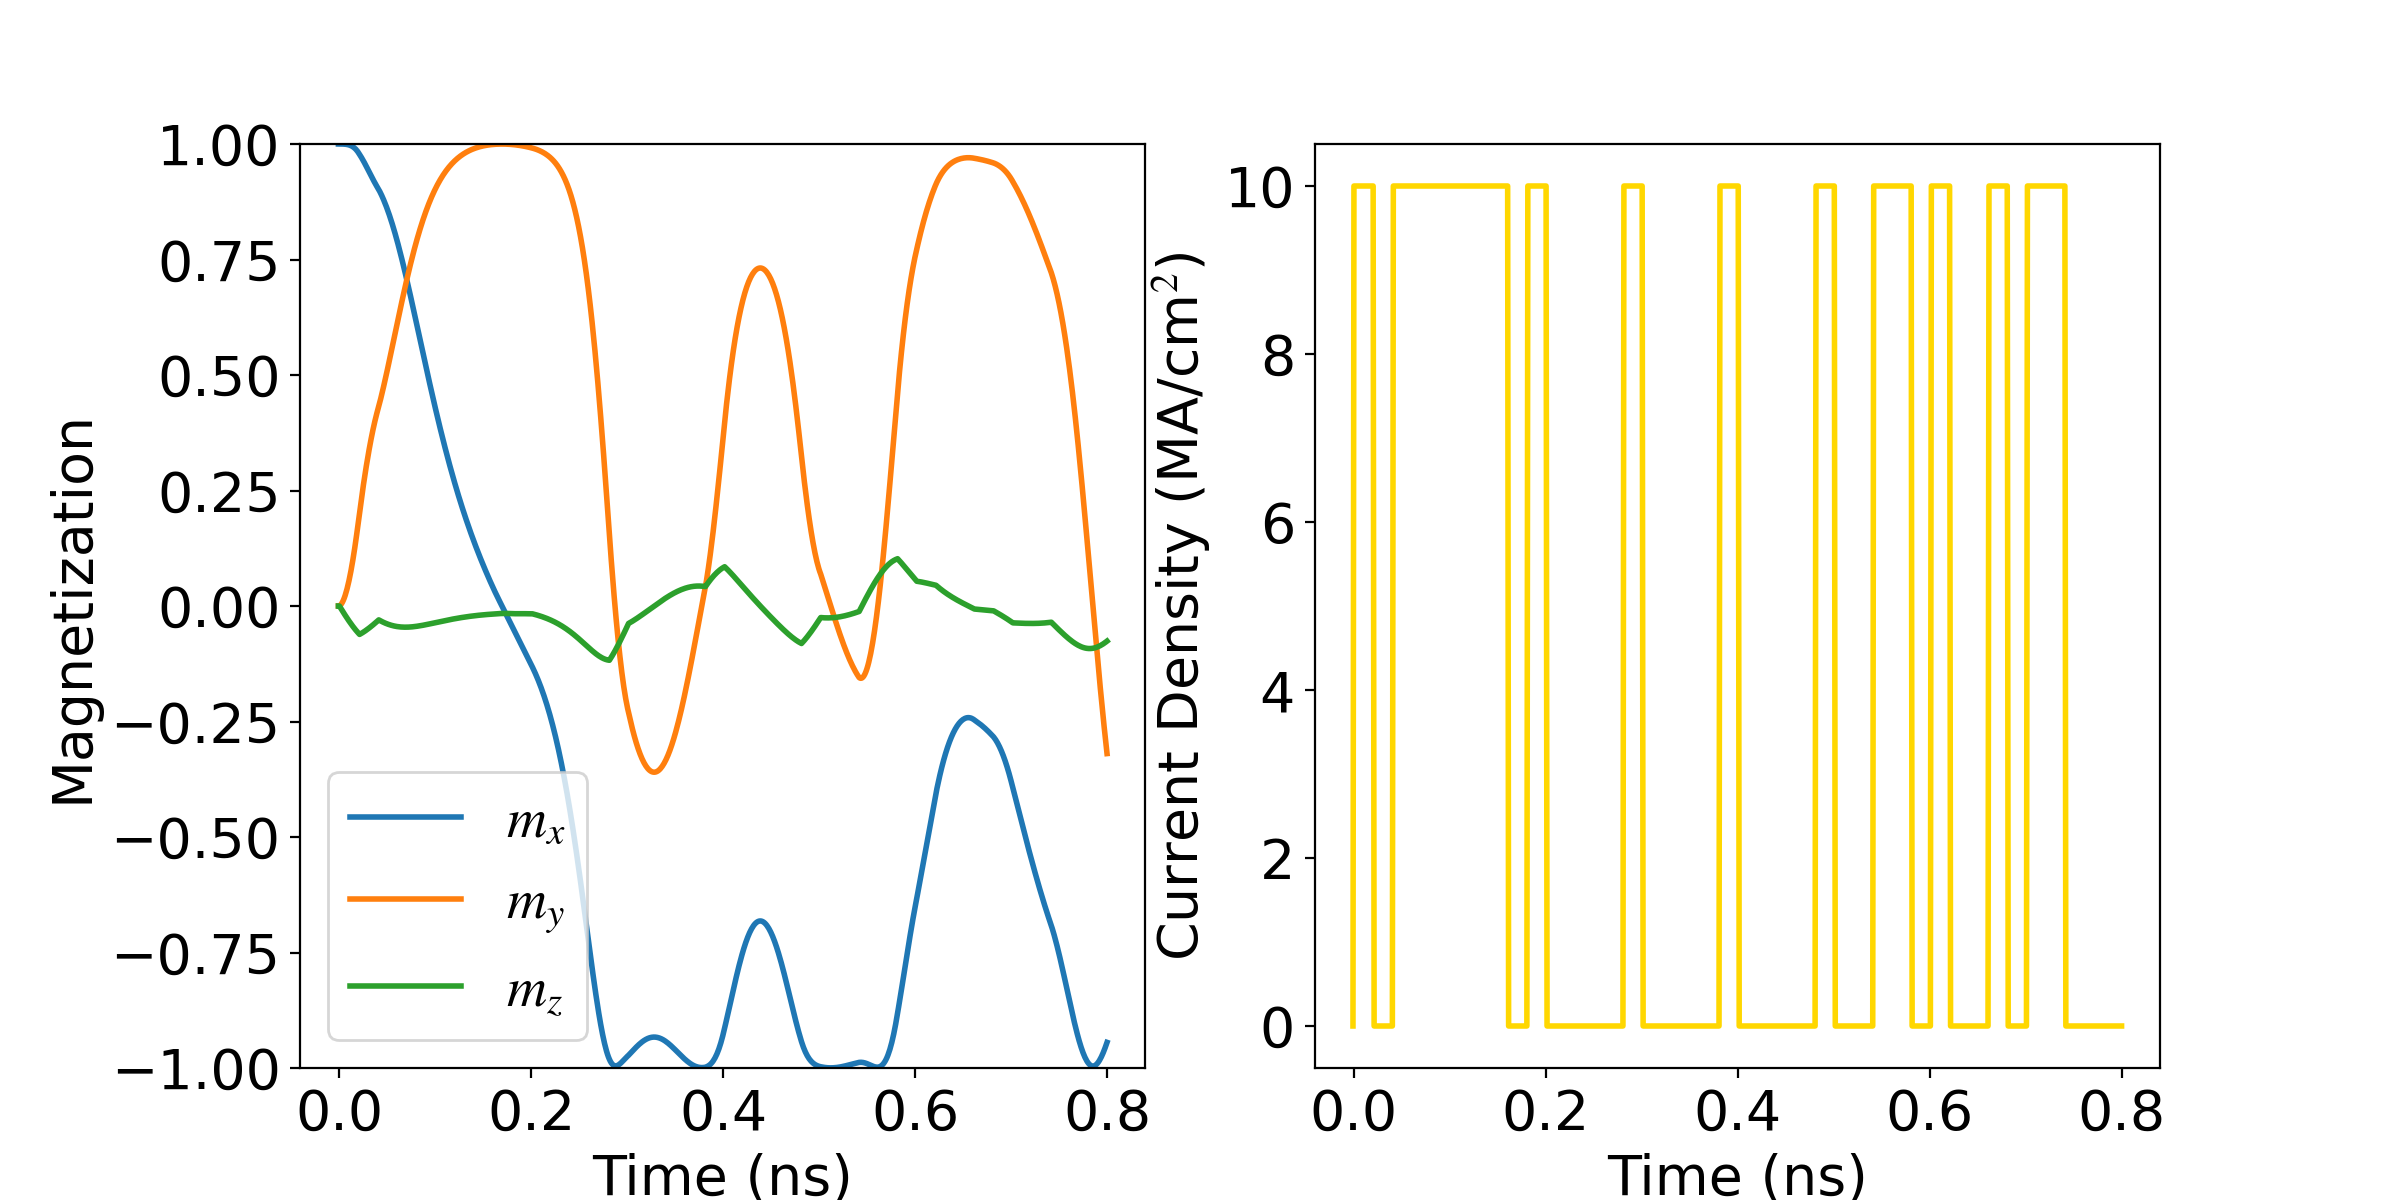 Magnetization
1.00
0.75
0.50
0.25
0.00
−0.25
−0.50
−0.75
−1.00
0.0 0.2 0.4 0.6 0.8
Time (ns)
m_x
m_y
m_z
Current Density (MA/cm²)
10
8
6
4
2
0
0.0 0.2 0.4 0.6 0.8
Time (ns)